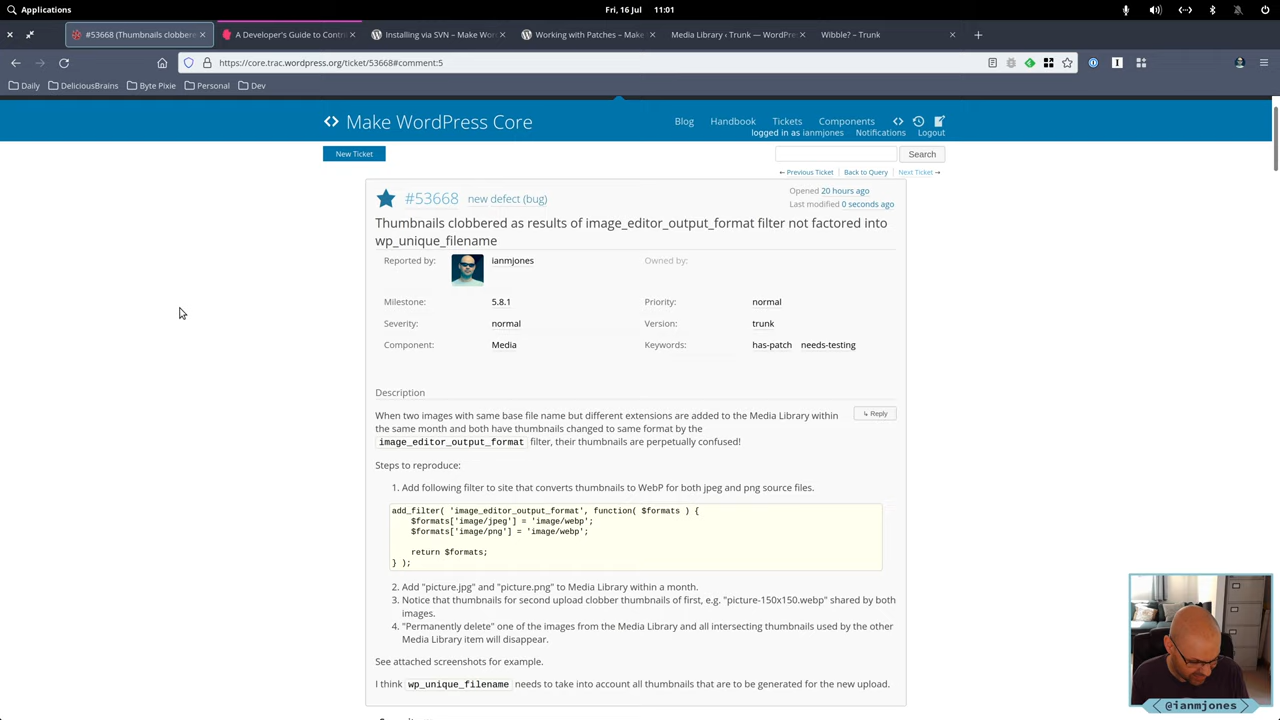 Applications
Fri, 16 Jul 11:01
#53668 (Thumbnails clobbere
A Developer's Guide to Contri
Installing via SVN – Make Wor
Working with Patches – Make
Media Library ‹ Trunk — WordPre
Wibble? – Trunk
https://core.trac.wordpress.org/ticket/53668#comment:5
Daily
DeliciousBrains
Byte Pixie
Personal
Dev
Make WordPress Core
Blog
Handbook
Tickets
Components
logged in as ianmjones
Notifications
Logout
New Ticket
Search
← Previous Ticket
Back to Query
Next Ticket →
#53668 new defect (bug)
Opened 20 hours ago
Last modified 0 seconds ago
Thumbnails clobbered as results of image_editor_output_format filter not factored into
wp_unique_filename
Reported by: ianmjones
Owned by:
Milestone: 5.8.1
Priority: normal
Severity: normal
Version: trunk
Component: Media
Keywords: has-patch needs-testing
Description
Reply
When two images with same base file name but different extensions are added to the Media Library within
the same month and both have thumbnails changed to same format by the
image_editor_output_format filter, their thumbnails are perpetually confused!
Steps to reproduce:
1. Add following filter to site that converts thumbnails to WebP for both jpeg and png source files.
add_filter( 'image_editor_output_format', function( $formats ) {
$formats['image/jpeg'] = 'image/webp';
$formats['image/png'] = 'image/webp';
return $formats;
} );
2. Add "picture.jpg" and "picture.png" to Media Library within a month.
3. Notice that thumbnails for second upload clobber thumbnails of first, e.g. "picture-150x150.webp" shared by both
images.
4. "Permanently delete" one of the images from the Media Library and all intersecting thumbnails used by the other
Media Library item will disappear.
See attached screenshots for example.
I think wp_unique_filename needs to take into account all thumbnails that are to be generated for the new upload.
< @ianmjones >